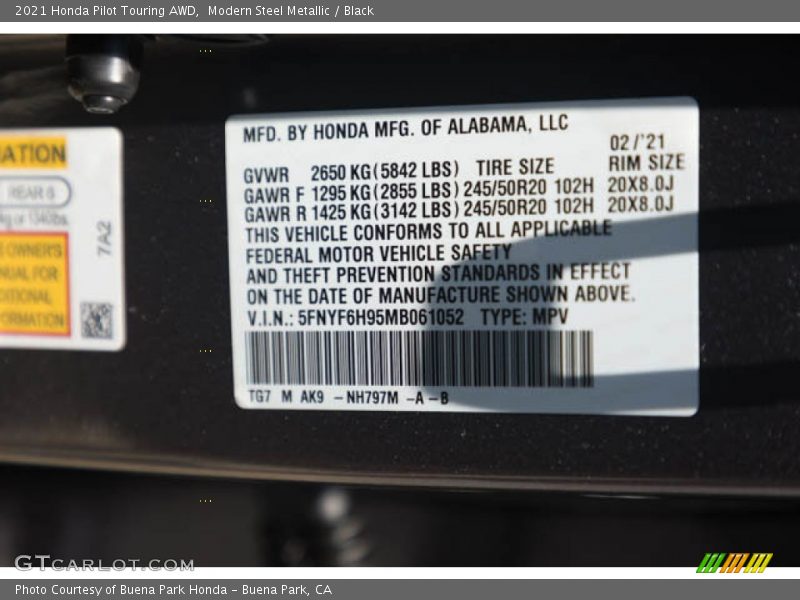 2021 Honda Pilot Touring AWD,  Modern Steel Metallic / Black
MFD. BY HONDA MFG. OF ALABAMA, LLC
02/'21
GVWR 2650 KG(5842 LBS) TIRE SIZE RIM SIZE
GAWR F 1295 KG(2855 LBS) 245/50R20 102H 20X8.0J
GAWR R 1425 KG(3142 LBS) 245/50R20 102H 20X8.0J
THIS VEHICLE CONFORMS TO ALL APPLICABLE
FEDERAL MOTOR VEHICLE SAFETY
AND THEFT PREVENTION STANDARDS IN EFFECT
ON THE DATE OF MANUFACTURE SHOWN ABOVE.
V.I.N.: 5FNYF6H95MB061052 TYPE: MPV
TG7 M AK9 -NH797M -A -B
REAR
7A2
OWNER'S
FOR
GTCARLOT.COM
Photo Courtesy of Buena Park Honda - Buena Park, CA